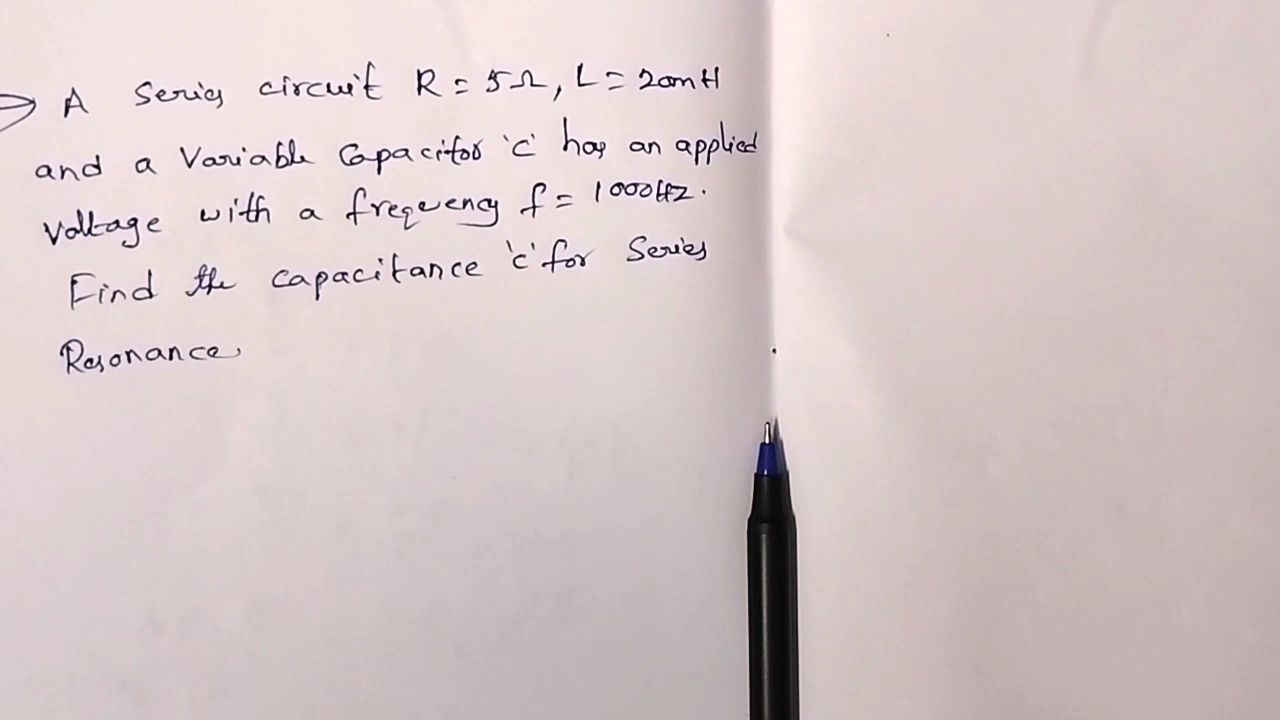 → A Series circuit R = 5Ω, L = 20mH
and a Variable Capacitor 'C' has an applied
Voltage with a frequency f = 1000Hz.
Find the capacitance 'C' for Series
Resonance